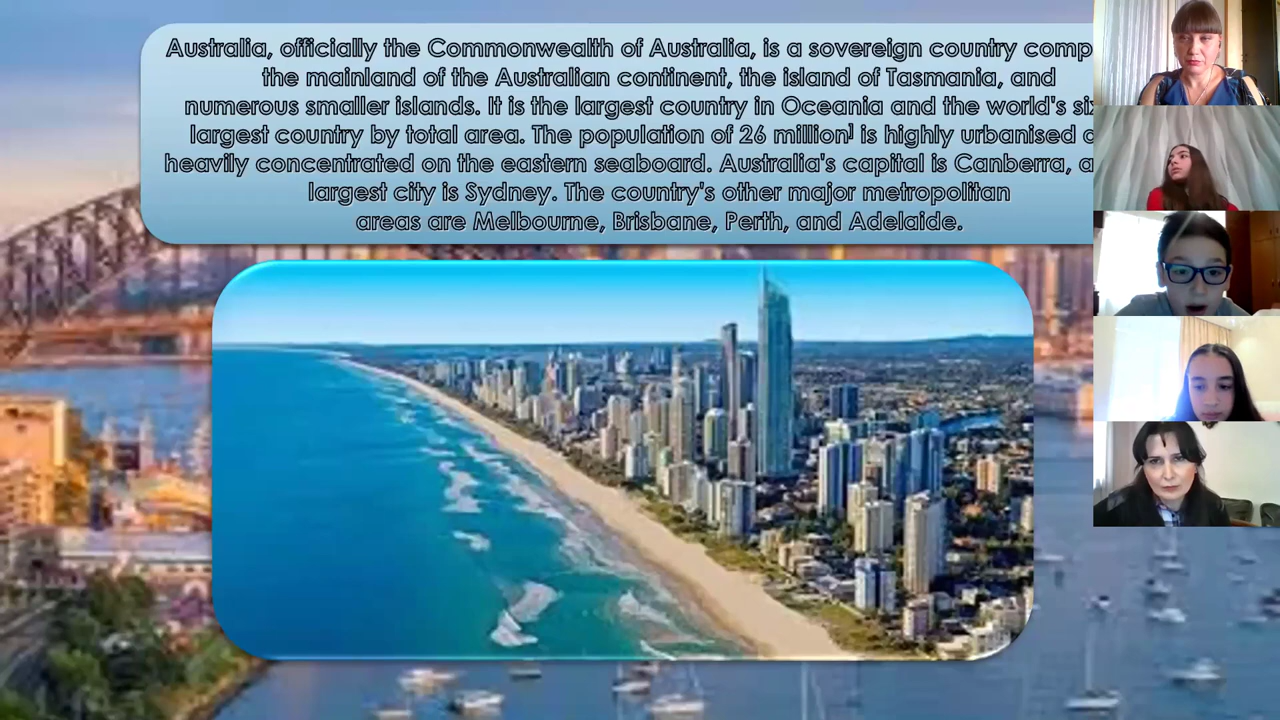 Australia, officially the Commonwealth of Australia, is a sovereign country comp
the mainland of the Australian continent, the island of Tasmania, and
numerous smaller islands. It is the largest country in Oceania and the world's six
largest country by total area. The population of 26 million] is highly urbanised
heavily concentrated on the eastern seaboard. Australia's capital is Canberra, a
largest city is Sydney. The country's other major metropolitan
areas are Melbourne, Brisbane, Perth, and Adelaide.